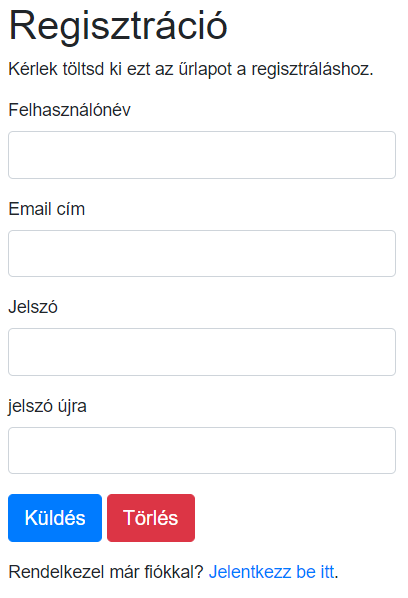 Regisztráció
Kérlek töltsd ki ezt az űrlapot a regisztráláshoz.
Felhasználónév
Email cím
Jelszó
jelszó újra
Küldés Törlés
Rendelkezel már fiókkal? Jelentkezz be itt.